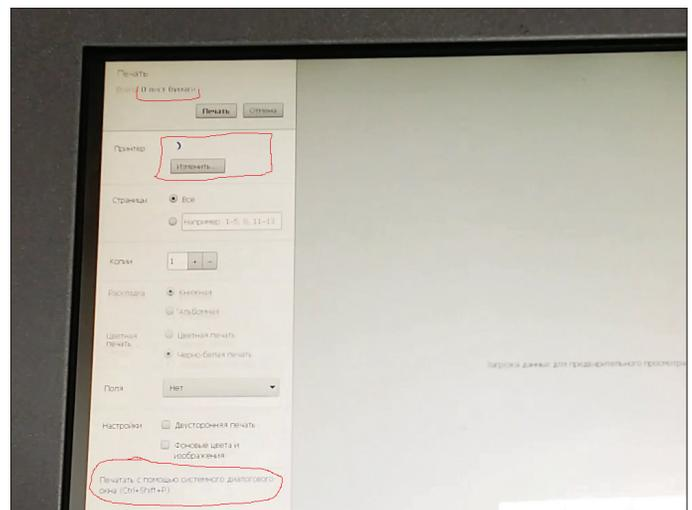 Печать
Всего: 0 лист бумаги
Печать Отмена
Принтер
Изменить...
Страницы Все
Например: 1-5, 8, 11-13
Копии 1 + -
Раскладка Книжная
Альбомная
Цветная Цветная печать
печать
Черно-белая печать
Поля Нет
Настройки Двусторонняя печать
Фоновые цвета и
изображения
Печатать с помощью системного диалогового
окна (Ctrl+Shift+P)
Загрузка данных для предварительного просмотра